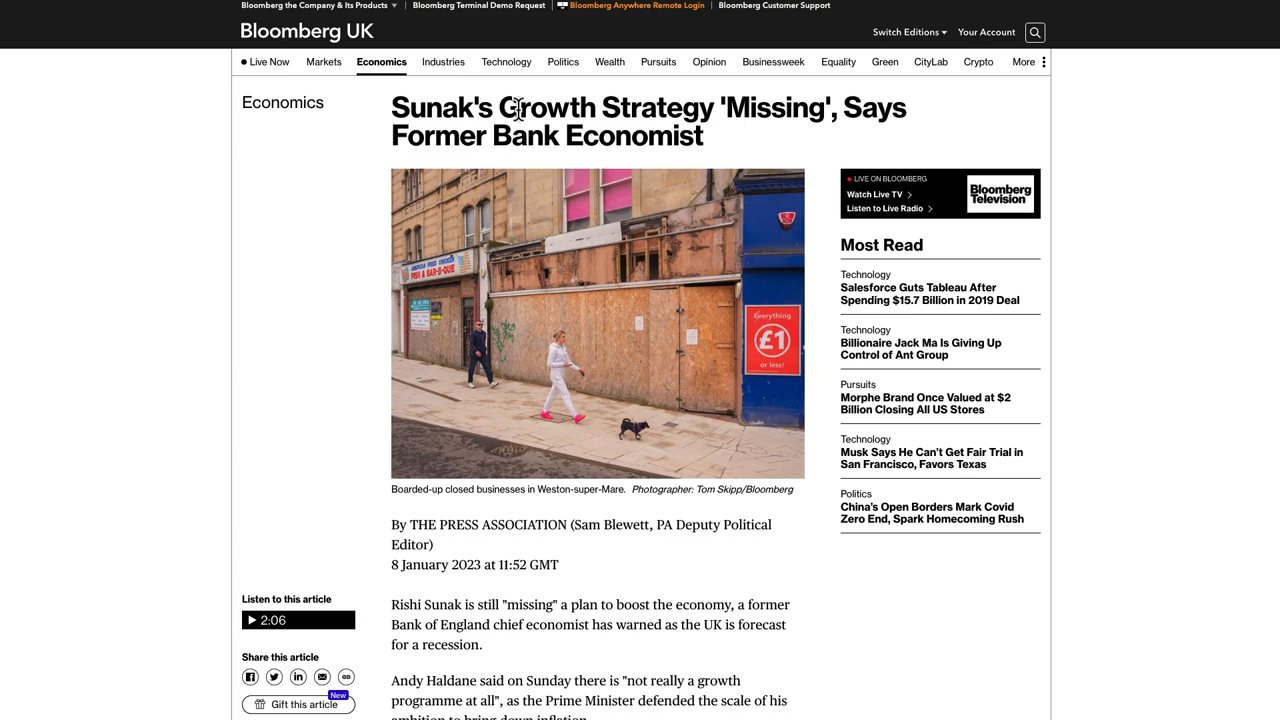 Bloomberg the Company & Its Products
Bloomberg Terminal Demo Request
Bloomberg Anywhere Remote Login
Bloomberg Customer Support
Bloomberg UK
Switch Editions
Your Account
Live Now
Markets
Economics
Industries
Technology
Politics
Wealth
Pursuits
Opinion
Businessweek
Equality
Green
CityLab
Crypto
More
Economics
Sunak's Growth Strategy 'Missing', Says
Former Bank Economist
AMERICAN FRIED CHICKEN
FISH & BAR-B-QUE
Everything
£1
or less!
Boarded-up closed businesses in Weston-super-Mare. Photographer: Tom Skipp/Bloomberg
By THE PRESS ASSOCIATION (Sam Blewett, PA Deputy Political
Editor)
8 January 2023 at 11:52 GMT
Rishi Sunak is still "missing" a plan to boost the economy, a former
Bank of England chief economist has warned as the UK is forecast
for a recession.
Andy Haldane said on Sunday there is "not really a growth
programme at all", as the Prime Minister defended the scale of his
ambition to bring down inflation
Listen to this article
2:06
Share this article
New
Gift this article
LIVE ON BLOOMBERG
Watch Live TV
Listen to Live Radio
Bloomberg
Television
Most Read
Technology
Salesforce Guts Tableau After
Spending $15.7 Billion in 2019 Deal
Technology
Billionaire Jack Ma Is Giving Up
Control of Ant Group
Pursuits
Morphe Brand Once Valued at $2
Billion Closing All US Stores
Technology
Musk Says He Can't Get Fair Trial in
San Francisco, Favors Texas
Politics
China's Open Borders Mark Covid
Zero End, Spark Homecoming Rush